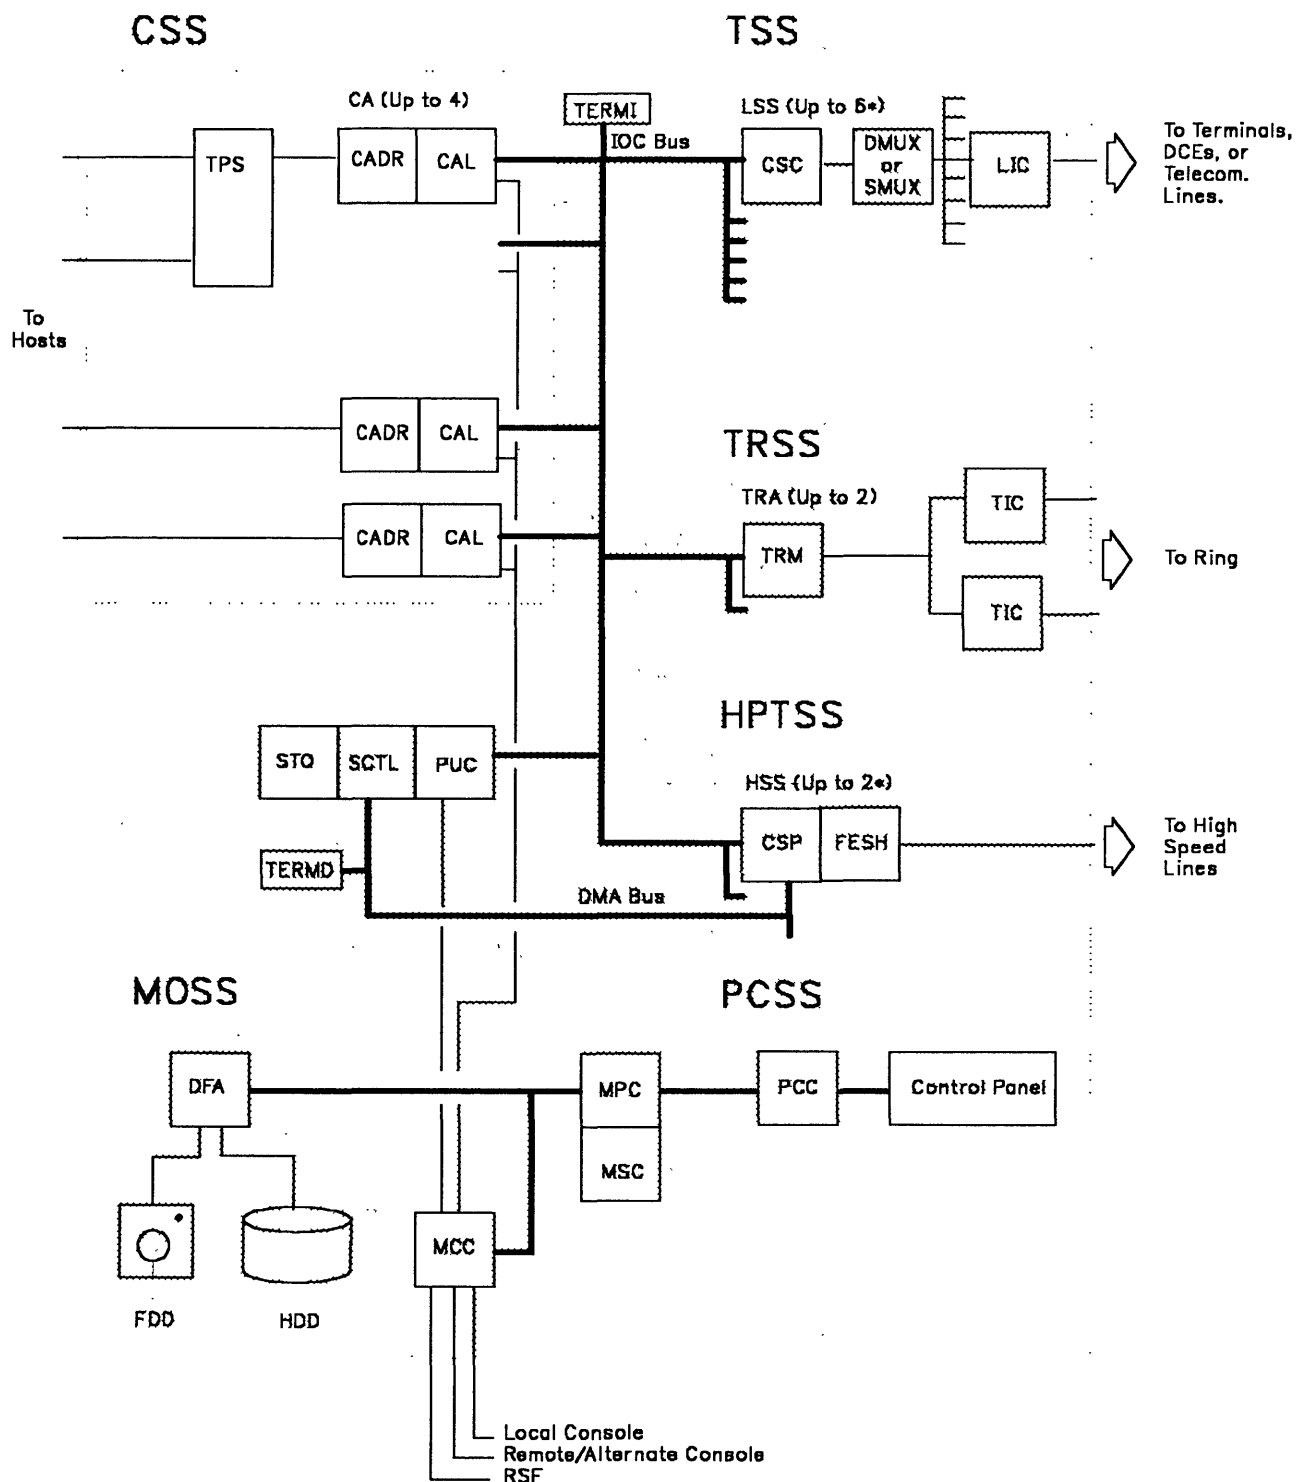 CSS
TSS
CA (Up to 4)
TERMI
IOC Bus
LSS (Up to 6*)
TPS
CADR
CAL
CSC
DMUX
or
SMUX
LIC
To Terminals,
DCEs, or
Telecom.
Lines.
To
Hosts
CADR
CAL
TRSS
TRA (Up to 2)
TIC
CADR
CAL
TRM
To Ring
TIC
HPTSS
STO
SCTL
PUC
HSS (Up to 2*)
CSP
FESH
To High
Speed
Lines
TERMD
DMA Bus
MOSS
PCSS
DFA
MPC
PCC
Control Panel
MSC
MCC
FDD
HDD
Local Console
Remote/Alternate Console
RSF